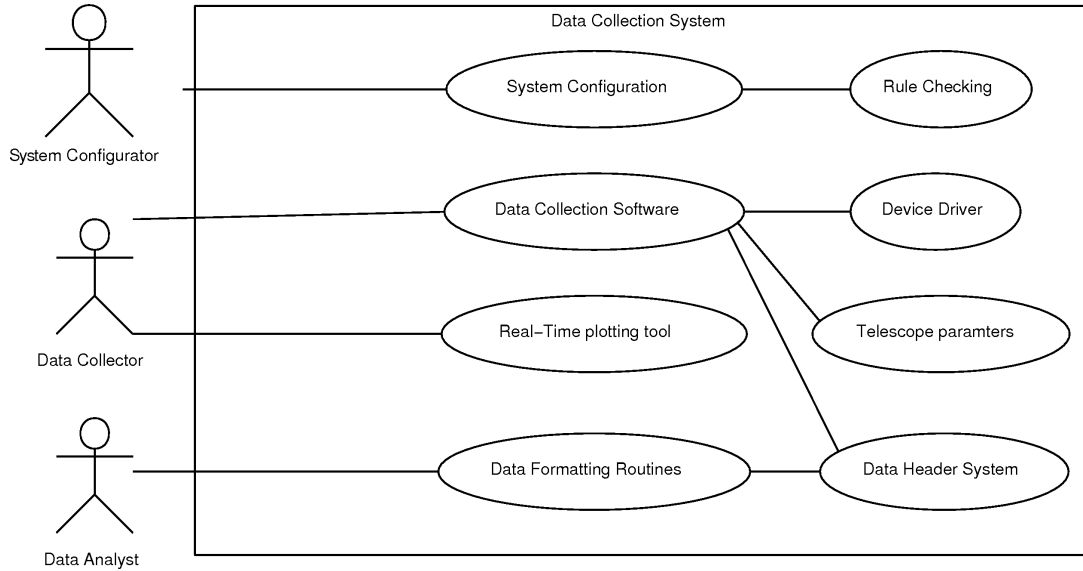 Data Collection System
System Configuration
Rule Checking
System Configurator
Data Collection Software
Device Driver
Real-Time plotting tool
Telescope paramters
Data Collector
Data Formatting Routines
Data Header System
Data Analyst